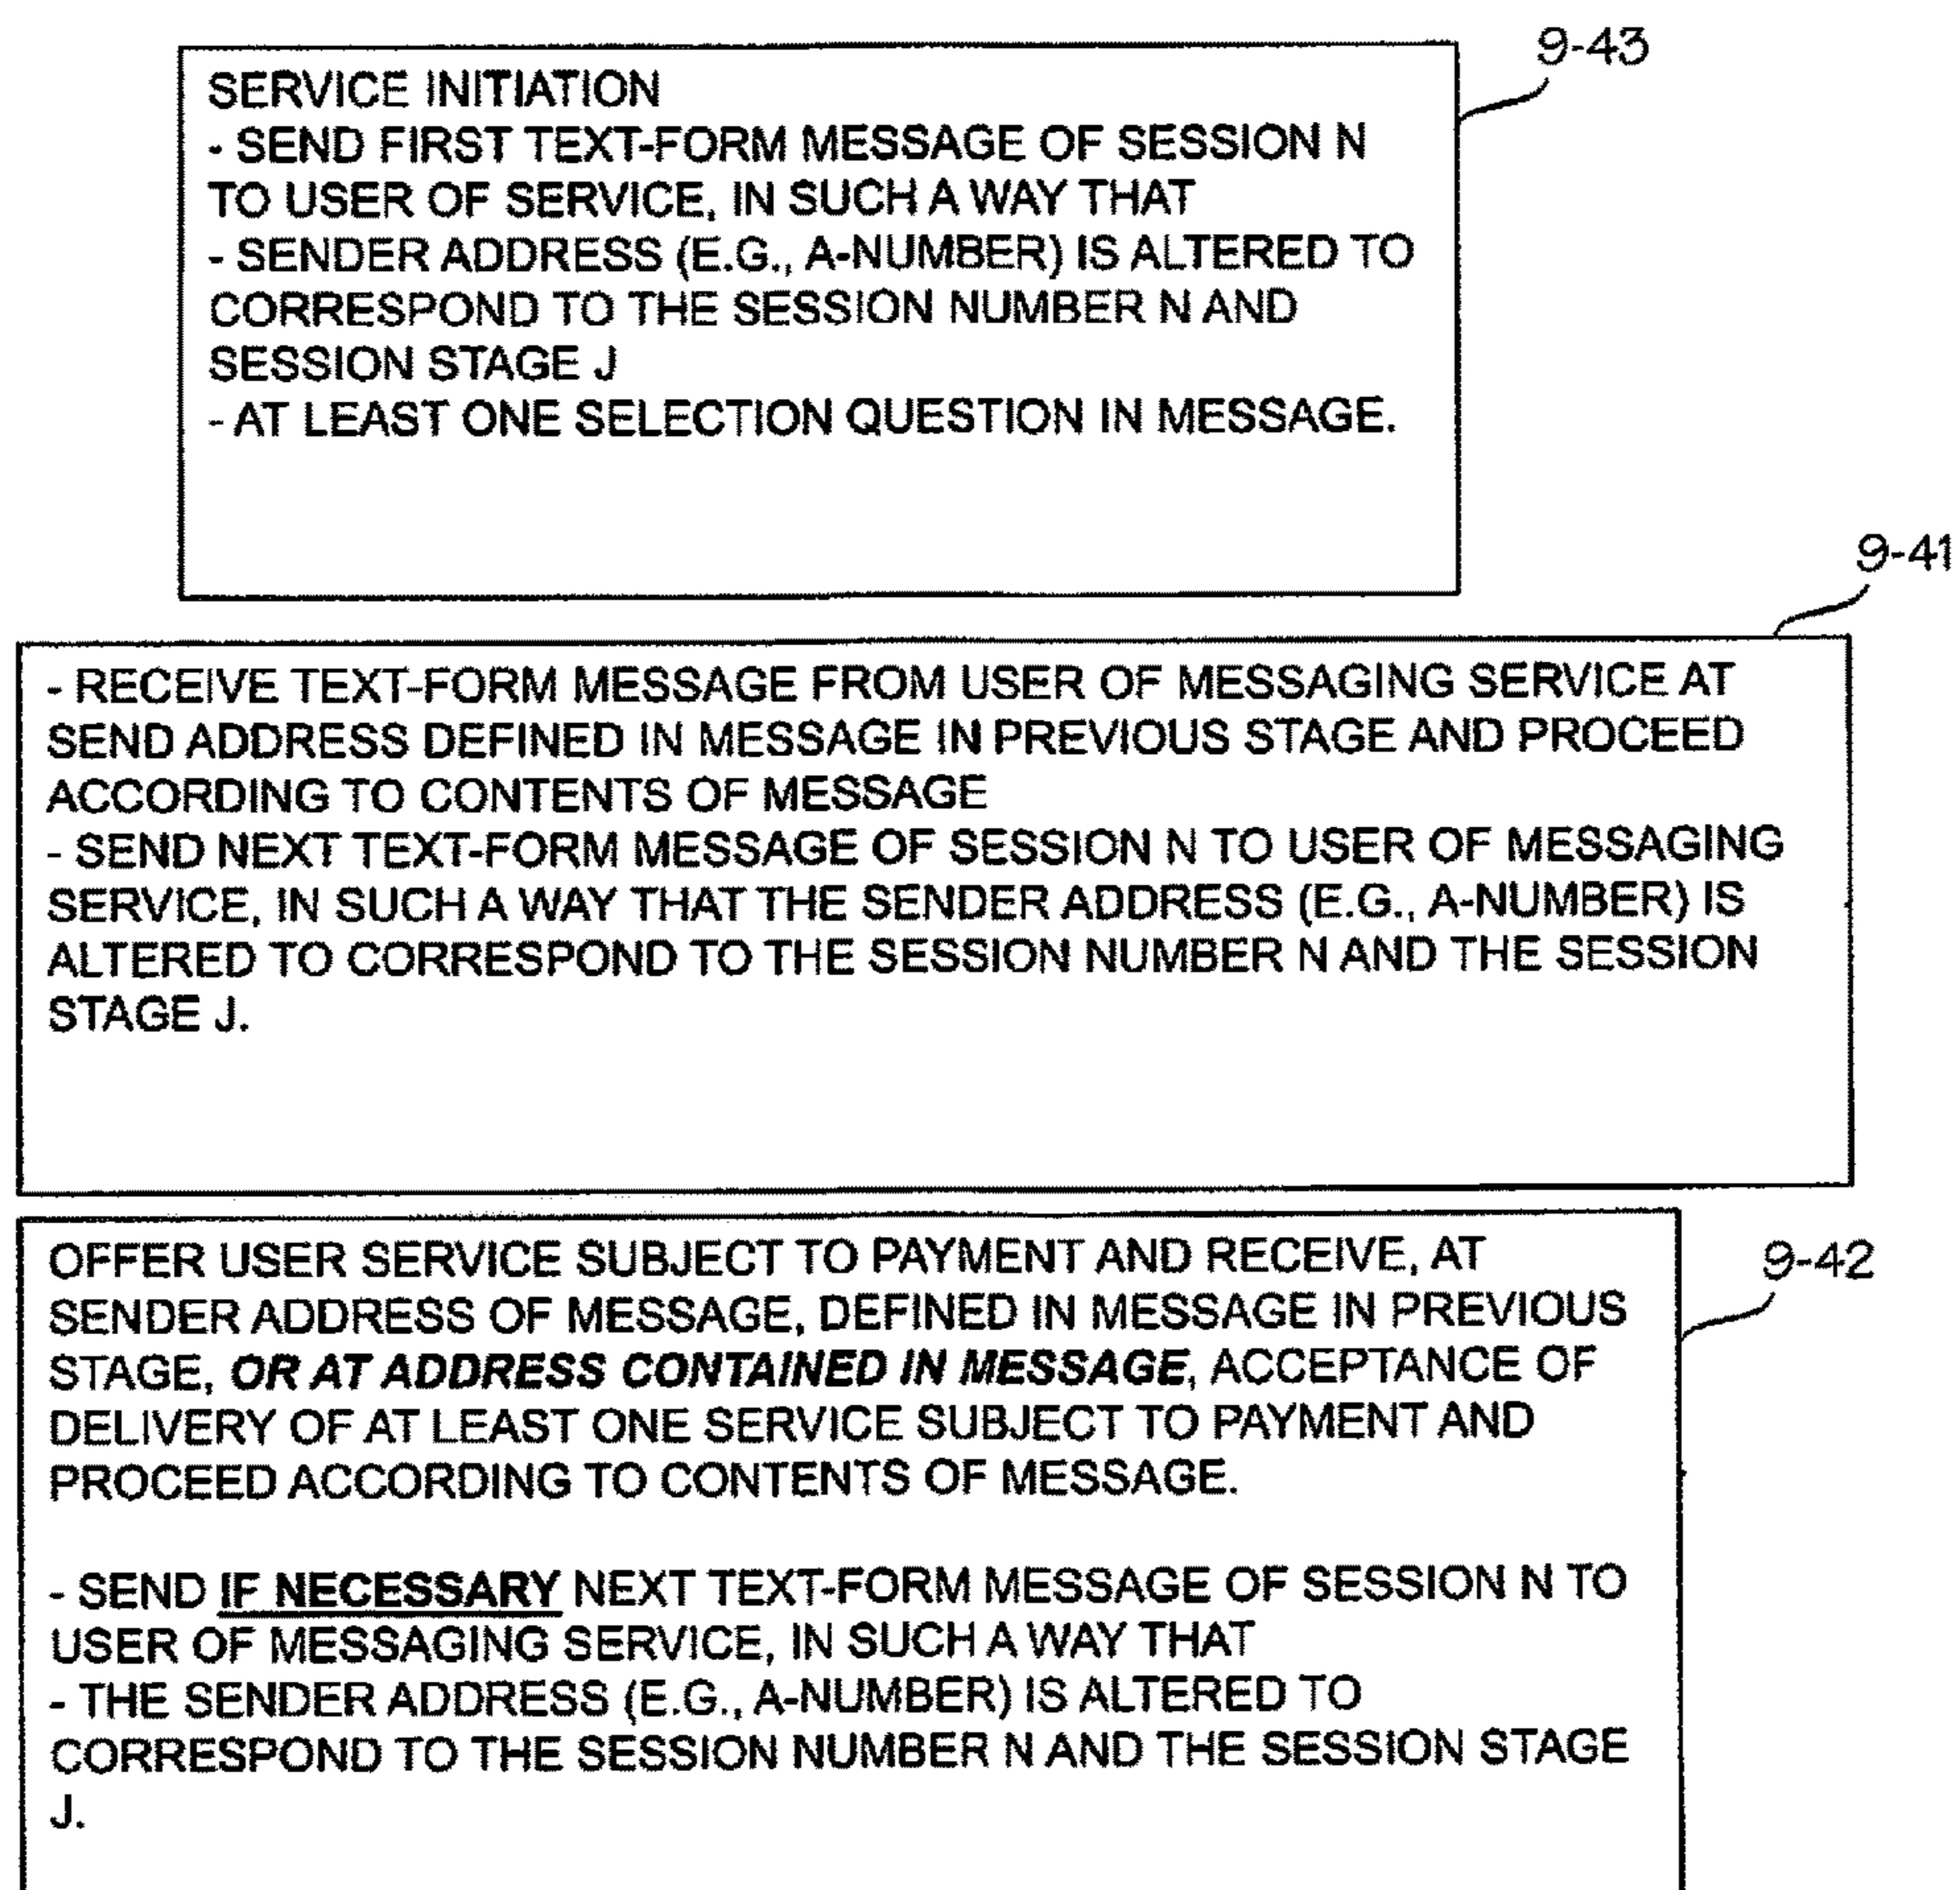 9-43
SERVICE INITIATION
- SEND FIRST TEXT-FORM MESSAGE OF SESSION N
TO USER OF SERVICE, IN SUCH A WAY THAT
- SENDER ADDRESS (E.G., A-NUMBER) IS ALTERED TO
CORRESPOND TO THE SESSION NUMBER N AND
SESSION STAGE J
- AT LEAST ONE SELECTION QUESTION IN MESSAGE.
9-41
- RECEIVE TEXT-FORM MESSAGE FROM USER OF MESSAGING SERVICE AT
SEND ADDRESS DEFINED IN MESSAGE IN PREVIOUS STAGE AND PROCEED
ACCORDING TO CONTENTS OF MESSAGE
- SEND NEXT TEXT-FORM MESSAGE OF SESSION N TO USER OF MESSAGING
SERVICE, IN SUCH A WAY THAT THE SENDER ADDRESS (E.G., A-NUMBER) IS
ALTERED TO CORRESPOND TO THE SESSION NUMBER N AND THE SESSION
STAGE J.
9-42
OFFER USER SERVICE SUBJECT TO PAYMENT AND RECEIVE, AT
SENDER ADDRESS OF MESSAGE, DEFINED IN MESSAGE IN PREVIOUS
STAGE, OR AT ADDRESS CONTAINED IN MESSAGE, ACCEPTANCE OF
DELIVERY OF AT LEAST ONE SERVICE SUBJECT TO PAYMENT AND
PROCEED ACCORDING TO CONTENTS OF MESSAGE.
- SEND IF NECESSARY NEXT TEXT-FORM MESSAGE OF SESSION N TO
USER OF MESSAGING SERVICE, IN SUCH A WAY THAT
- THE SENDER ADDRESS (E.G., A-NUMBER) IS ALTERED TO
CORRESPOND TO THE SESSION NUMBER N AND THE SESSION STAGE
J.